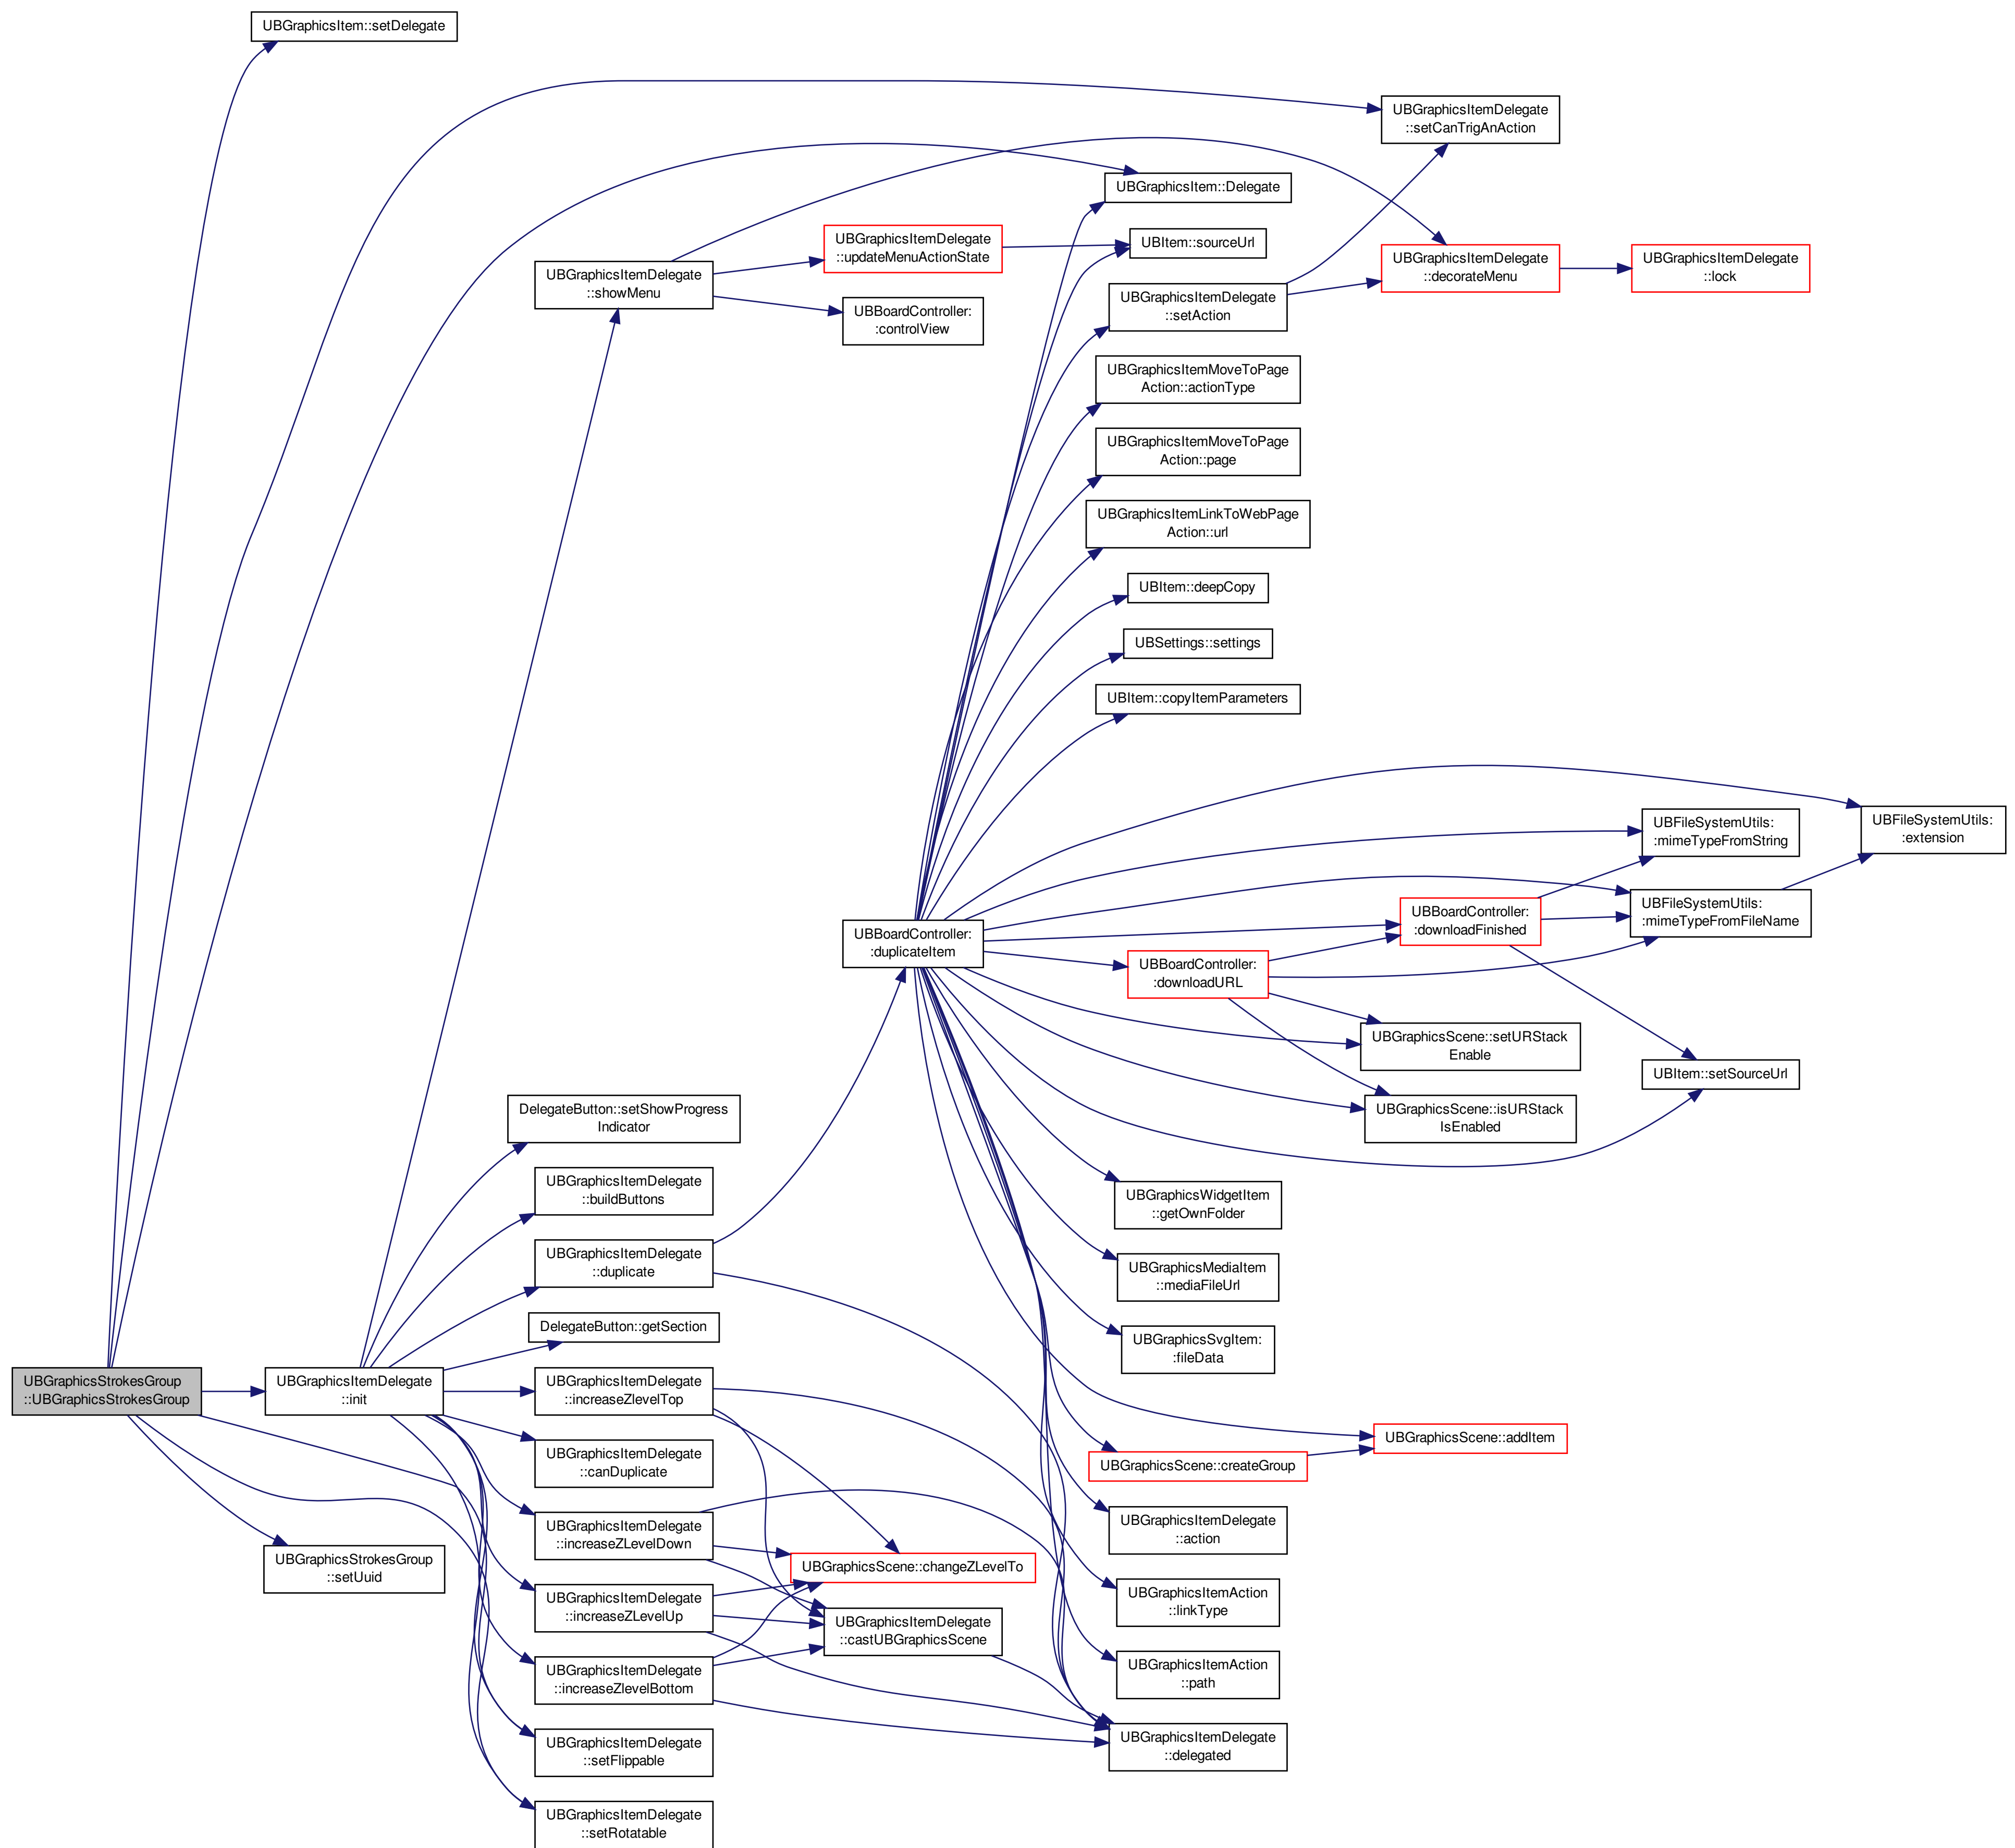 UBGraphicsItem::setDelegate
UBGraphicsItemDelegate
::setCanTrigAnAction
UBGraphicsItem::Delegate
UBGraphicsItemDelegate
::updateMenuActionState
UBItem::sourceUrl
UBGraphicsItemDelegate
::decorateMenu
UBGraphicsItemDelegate
::lock
UBGraphicsItemDelegate
::showMenu
UBGraphicsItemDelegate
::setAction
UBBoardController:
:controlView
UBGraphicsItemMoveToPage
Action::actionType
UBGraphicsItemMoveToPage
Action::page
UBGraphicsItemLinkToWebPage
Action::url
UBItem::deepCopy
UBSettings::settings
UBItem::copyItemParameters
UBFileSystemUtils:
:mimeTypeFromString
UBFileSystemUtils:
:extension
UBBoardController:
:downloadFinished
UBFileSystemUtils:
:mimeTypeFromFileName
UBBoardController:
:duplicateItem
UBBoardController:
:downloadURL
UBGraphicsScene::setURStack
Enable
UBItem::setSourceUrl
DelegateButton::setShowProgress
Indicator
UBGraphicsScene::isURStack
IsEnabled
UBGraphicsItemDelegate
::buildButtons
UBGraphicsWidgetItem
::getOwnFolder
UBGraphicsItemDelegate
::duplicate
UBGraphicsMediaItem
::mediaFileUrl
DelegateButton::getSection
UBGraphicsSvgItem:
:fileData
UBGraphicsStrokesGroup
::UBGraphicsStrokesGroup
UBGraphicsItemDelegate
::init
UBGraphicsItemDelegate
::increaseZlevelTop
UBGraphicsScene::addItem
UBGraphicsItemDelegate
::canDuplicate
UBGraphicsScene::createGroup
UBGraphicsItemDelegate
::increaseZLevelDown
UBGraphicsItemDelegate
::action
UBGraphicsStrokesGroup
::setUuid
UBGraphicsScene::changeZLevelTo
UBGraphicsItemDelegate
::increaseZLevelUp
UBGraphicsItemAction
::linkType
UBGraphicsItemDelegate
::castUBGraphicsScene
UBGraphicsItemDelegate
::increaseZlevelBottom
UBGraphicsItemAction
::path
UBGraphicsItemDelegate
::setFlippable
UBGraphicsItemDelegate
::delegated
UBGraphicsItemDelegate
::setRotatable